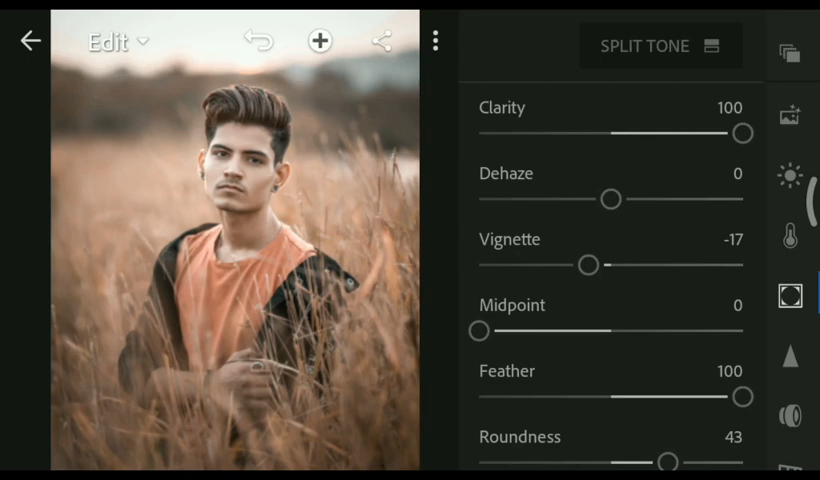 Edit
SPLIT TONE
Clarity 100
Dehaze 0
Vignette -17
Midpoint 0
Feather 100
Roundness 43